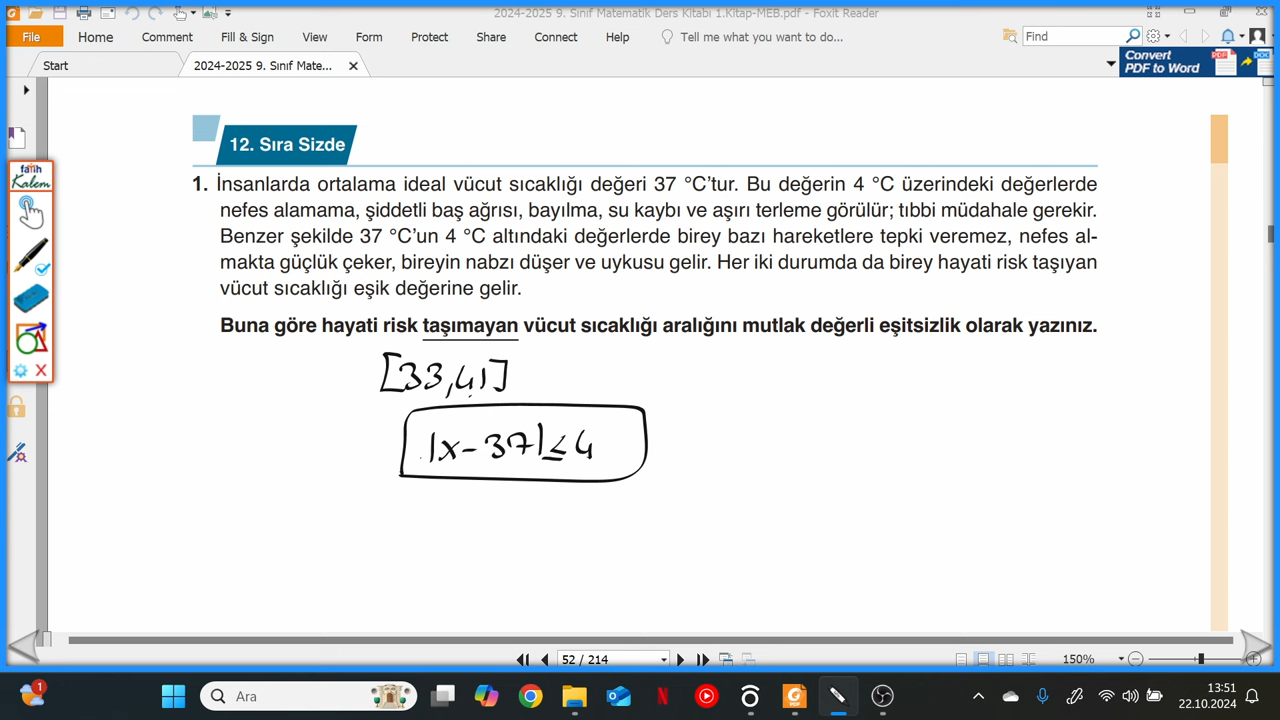 2024-2025 9. Sınıf Matematik Ders Kitabı 1.Kitap-MEB.pdf - Foxit Reader
File Home Comment Fill & Sign View Form Protect Share Connect Help Tell me what you want to do... Find
Start 2024-2025 9. Sınıf Mate...
Convert
PDF to Word
12. Sıra Sizde
1. İnsanlarda ortalama ideal vücut sıcaklığı değeri 37 °C'tur. Bu değerin 4 °C üzerindeki değerlerde
nefes alamama, şiddetli baş ağrısı, bayılma, su kaybı ve aşırı terleme görülür; tıbbi müdahale gerekir.
Benzer şekilde 37 °C'un 4 °C altındaki değerlerde birey bazı hareketlere tepki veremez, nefes al-
makta güçlük çeker, bireyin nabzı düşer ve uykusu gelir. Her iki durumda da birey hayati risk taşıyan
vücut sıcaklığı eşik değerine gelir.
Buna göre hayati risk taşımayan vücut sıcaklığı aralığını mutlak değerli eşitsizlik olarak yazınız.
[33,41]
|x-37|≤4
fatih
Kalem
52 / 214
150%
Ara
1
13:51
22.10.2024